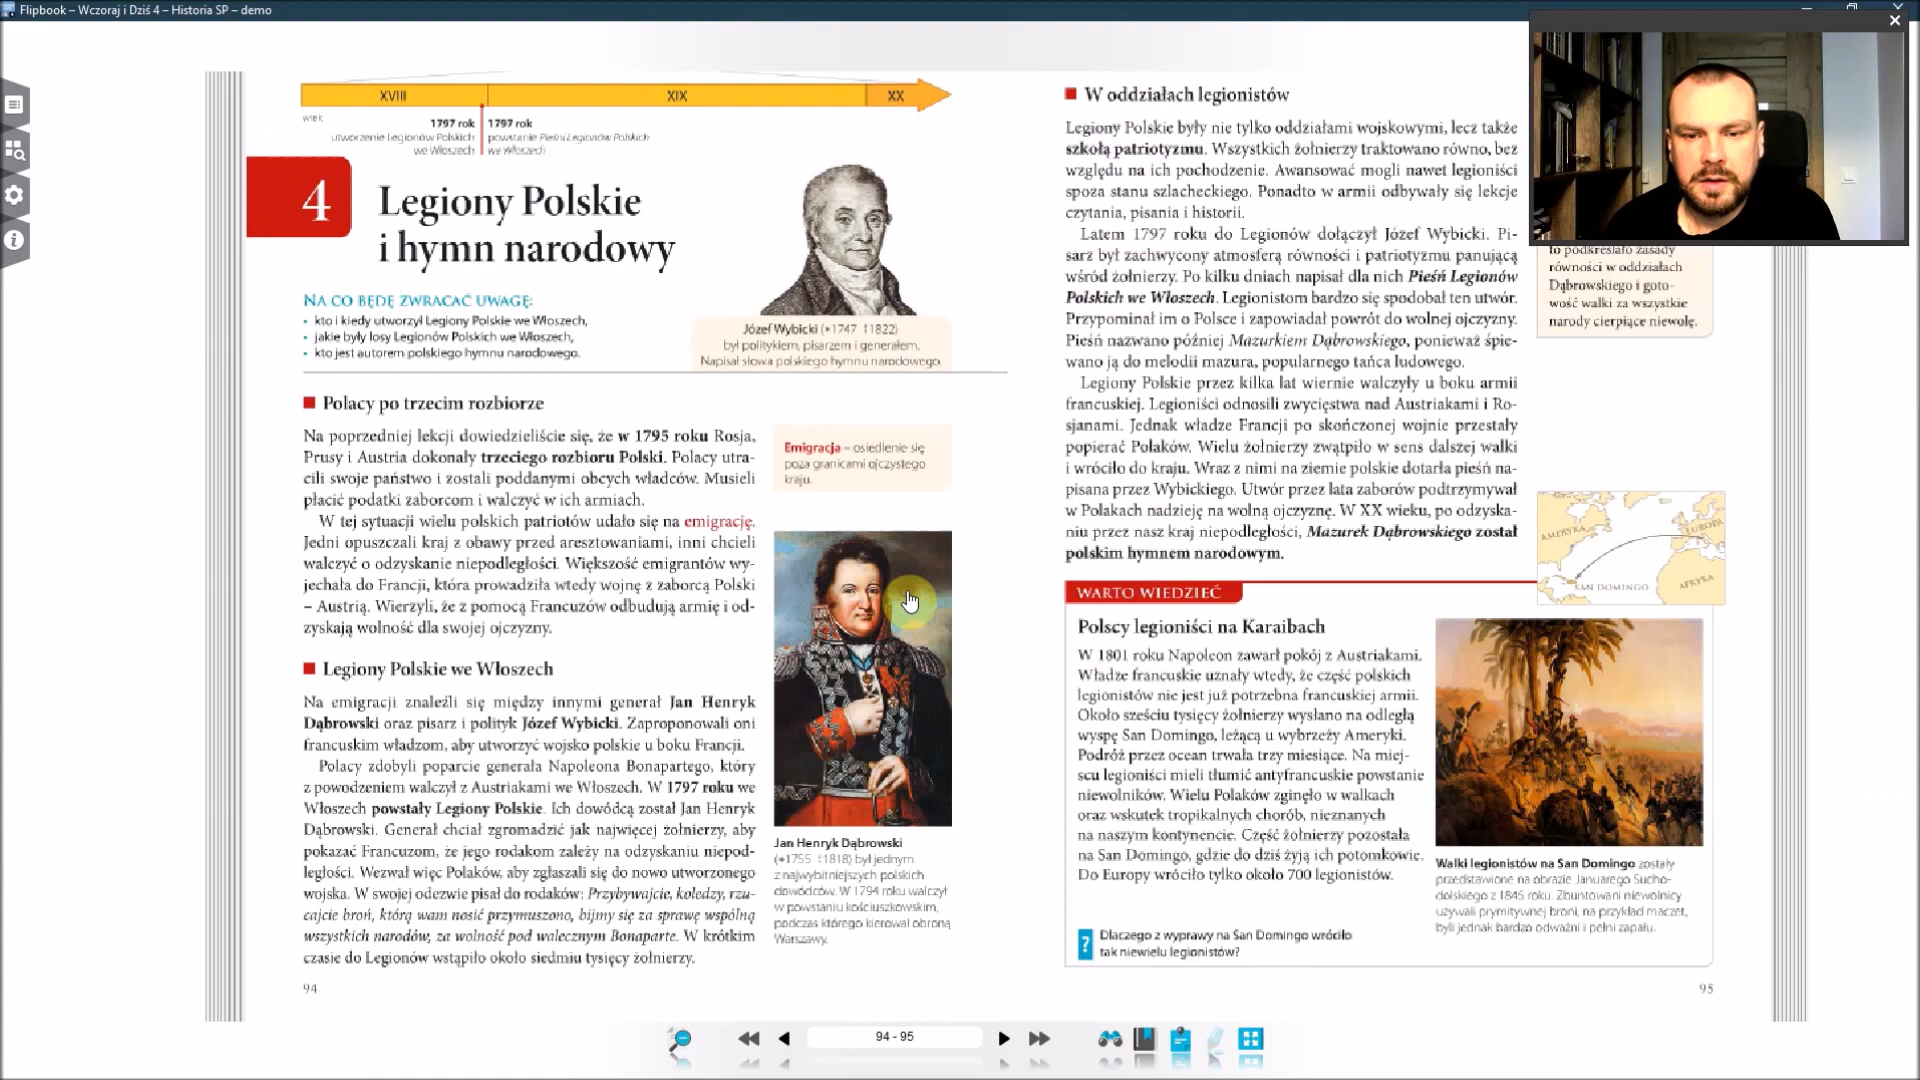 Flipbook – Wczoraj i Dziś 4 – Historia SP – demo
XVIII
XIX
XX
wiek
1797 rok
utworzenie Legionów Polskich
we Włoszech
1797 rok
powstanie Pieśni Legionów Polskich
we Włoszech
4
Legiony Polskie
i hymn narodowy
NA CO BĘDĘ ZWRACAĆ UWAGĘ:
• kto i kiedy utworzył Legiony Polskie we Włoszech,
• jakie były losy Legionów Polskich we Włoszech,
• kto jest autorem polskiego hymnu narodowego.
Józef Wybicki (*1747 †1822)
był politykiem, pisarzem i generałem.
Napisał słowa polskiego hymnu narodowego.
Polacy po trzecim rozbiorze
Na poprzedniej lekcji dowiedzieliście się, że w 1795 roku Rosja,
Prusy i Austria dokonały trzeciego rozbioru Polski. Polacy utra-
cili swoje państwo i zostali poddanymi obcych władców. Musieli
płacić podatki zaborcom i walczyć w ich armiach.
W tej sytuacji wielu polskich patriotów udało się na emigrację.
Jedni opuszczali kraj z obawy przed aresztowaniami, inni chcieli
walczyć o odzyskanie niepodległości. Większość emigrantów wy-
jechała do Francji, która prowadziła wtedy wojnę z zaborcą Polski
– Austrią. Wierzyli, że z pomocą Francuzów odbudują armię i od-
zyskają wolność dla swojej ojczyzny.
Emigracja – osiedlenie się
poza granicami ojczystego
kraju.
Legiony Polskie we Włoszech
Na emigracji znaleźli się między innymi generał Jan Henryk
Dąbrowski oraz pisarz i polityk Józef Wybicki. Zaproponowali oni
francuskim władzom, aby utworzyć wojsko polskie u boku Francji.
Polacy zdobyli poparcie generała Napoleona Bonapartego, który
z powodzeniem walczył z Austriakami we Włoszech. W 1797 roku we
Włoszech powstały Legiony Polskie. Ich dowódcą został Jan Henryk
Dąbrowski. Generał chciał zgromadzić jak najwięcej żołnierzy, aby
pokazać Francuzom, że jego rodakom zależy na odzyskaniu niepod-
ległości. Wezwał więc Polaków, aby zgłaszali się do nowo utworzonego
wojska. W swojej odezwie pisał do rodaków: Przybywajcie, koledzy, rzu-
cajcie broń, którą wam nosić przymuszono, bijmy się za sprawę wspólną
wszystkich narodów, za wolność pod walecznym Bonaparte. W krótkim
czasie do Legionów wstąpiło około siedmiu tysięcy żołnierzy.
Jan Henryk Dąbrowski
(*1755 †1818) był jednym
z najwybitniejszych polskich
dowódców. W 1794 roku walczył
w powstaniu kościuszkowskim,
podczas którego kierował obroną
Warszawy.
94
W oddziałach legionistów
Legiony Polskie były nie tylko oddziałami wojskowymi, lecz także
szkołą patriotyzmu. Wszystkich żołnierzy traktowano równo, bez
względu na ich pochodzenie. Awansować mogli nawet legioniści
spoza stanu szlacheckiego. Ponadto w armii odbywały się lekcje
czytania, pisania i historii.
Latem 1797 roku do Legionów dołączył Józef Wybicki. Pi-
sarz był zachwycony atmosferą równości i patriotyzmu panującą
wśród żołnierzy. Po kilku dniach napisał dla nich Pieśń Legionów
Polskich we Włoszech. Legionistom bardzo się spodobał ten utwór.
Przypominał im o Polsce i zapowiadał powrót do wolnej ojczyzny.
Pieśń nazwano później Mazurkiem Dąbrowskiego, ponieważ śpie-
wano ją do melodii mazura, popularnego tańca ludowego.
Legiony Polskie przez kilka lat wiernie walczyły u boku armii
francuskiej. Legioniści odnosili zwycięstwa nad Austriakami i Ro-
sjanami. Jednak władze Francji po skończonej wojnie przestały
popierać Polaków. Wielu żołnierzy zwątpiło w sens dalszej walki
i wróciło do kraju. Wraz z nimi na ziemie polskie dotarła pieśń na-
pisana przez Wybickiego. Utwór przez lata zaborów podtrzymywał
w Polakach nadzieję na wolną ojczyznę. W XX wieku, po odzyska-
niu przez nasz kraj niepodległości, Mazurek Dąbrowskiego został
polskim hymnem narodowym.
to podkreślało zasady
równości w oddziałach
Dąbrowskiego i goto-
wość walki za wszystkie
narody cierpiące niewolę.
AMERYKA
EUROPA
SAN DOMINGO
AFRYKA
WARTO WIEDZIEĆ
Polscy legioniści na Karaibach
W 1801 roku Napoleon zawarł pokój z Austriakami.
Władze francuskie uznały wtedy, że część polskich
legionistów nie jest już potrzebna francuskiej armii.
Około sześciu tysięcy żołnierzy wysłano na odległą
wyspę San Domingo, leżącą u wybrzeży Ameryki.
Podróż przez ocean trwała trzy miesiące. Na miej-
scu legioniści mieli tłumić antyfrancuskie powstanie
niewolników. Wielu Polaków zginęło w walkach
oraz wskutek tropikalnych chorób, nieznanych
na naszym kontynencie. Część żołnierzy pozostała
na San Domingo, gdzie do dziś żyją ich potomkowie.
Do Europy wróciło tylko około 700 legionistów.
Walki legionistów na San Domingo zostały
przedstawione na obrazie Januarego Sucho-
dolskiego z 1845 roku. Zbuntowani niewolnicy
używali prymitywnej broni, na przykład maczet,
byli jednak bardzo odważni i pełni zapału.
? Dlaczego z wyprawy na San Domingo wróciło
tak niewielu legionistów?
95
94 - 95